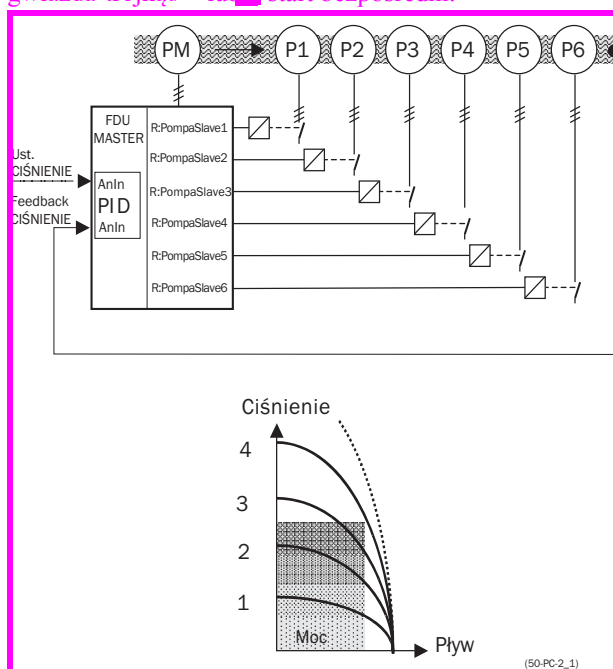 PM P1 P2 P3 P4 P5 P6
FDU
MASTER
R:PompaSlave1
R:PompaSlave2
R:PompaSlave3
R:PompaSlave4
R:PompaSlave5
R:PompaSlave6
Ust.
CIŚNIENIE
AnIn
PID
AnIn
Feedback
CIŚNIENIE
Ciśnienie
4
3
2
1
Moc
Pływ
(50-PC-2_1)